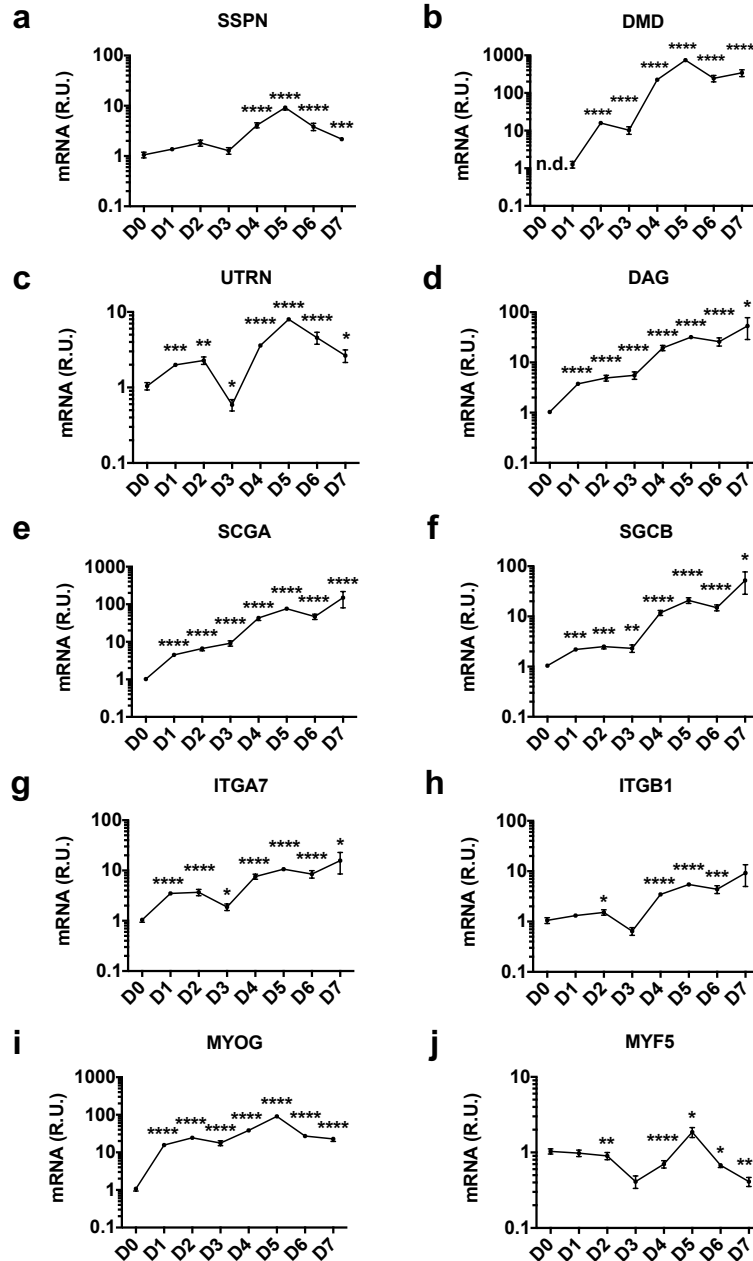 a
SSPN
mRNA (R.U.)
100
10
1
0.1
****
****
****
***
D0 D1 D2 D3 D4 D5 D6 D7
b
DMD
mRNA (R.U.)
1000
100
10
1
0.1
n.d.
****
****
****
****
****
****
D0 D1 D2 D3 D4 D5 D6 D7
c
UTRN
mRNA (R.U.)
10
1
0.1
***
**
*
****
****
****
*
D0 D1 D2 D3 D4 D5 D6 D7
d
DAG
mRNA (R.U.)
100
10
1
0.1
****
****
****
****
****
****
*
D0 D1 D2 D3 D4 D5 D6 D7
e
SCGA
mRNA (R.U.)
1000
100
10
1
0.1
****
****
****
****
****
****
****
D0 D1 D2 D3 D4 D5 D6 D7
f
SGCB
mRNA (R.U.)
100
10
1
0.1
***
***
**
****
****
****
*
D0 D1 D2 D3 D4 D5 D6 D7
g
ITGA7
mRNA (R.U.)
100
10
1
0.1
****
****
*
****
****
****
*
D0 D1 D2 D3 D4 D5 D6 D7
h
ITGB1
mRNA (R.U.)
100
10
1
0.1
*
****
****
***
D0 D1 D2 D3 D4 D5 D6 D7
i
MYOG
mRNA (R.U.)
1000
100
10
1
0.1
****
****
****
****
****
****
****
D0 D1 D2 D3 D4 D5 D6 D7
j
MYF5
mRNA (R.U.)
10
1
0.1
**
****
*
*
**
D0 D1 D2 D3 D4 D5 D6 D7